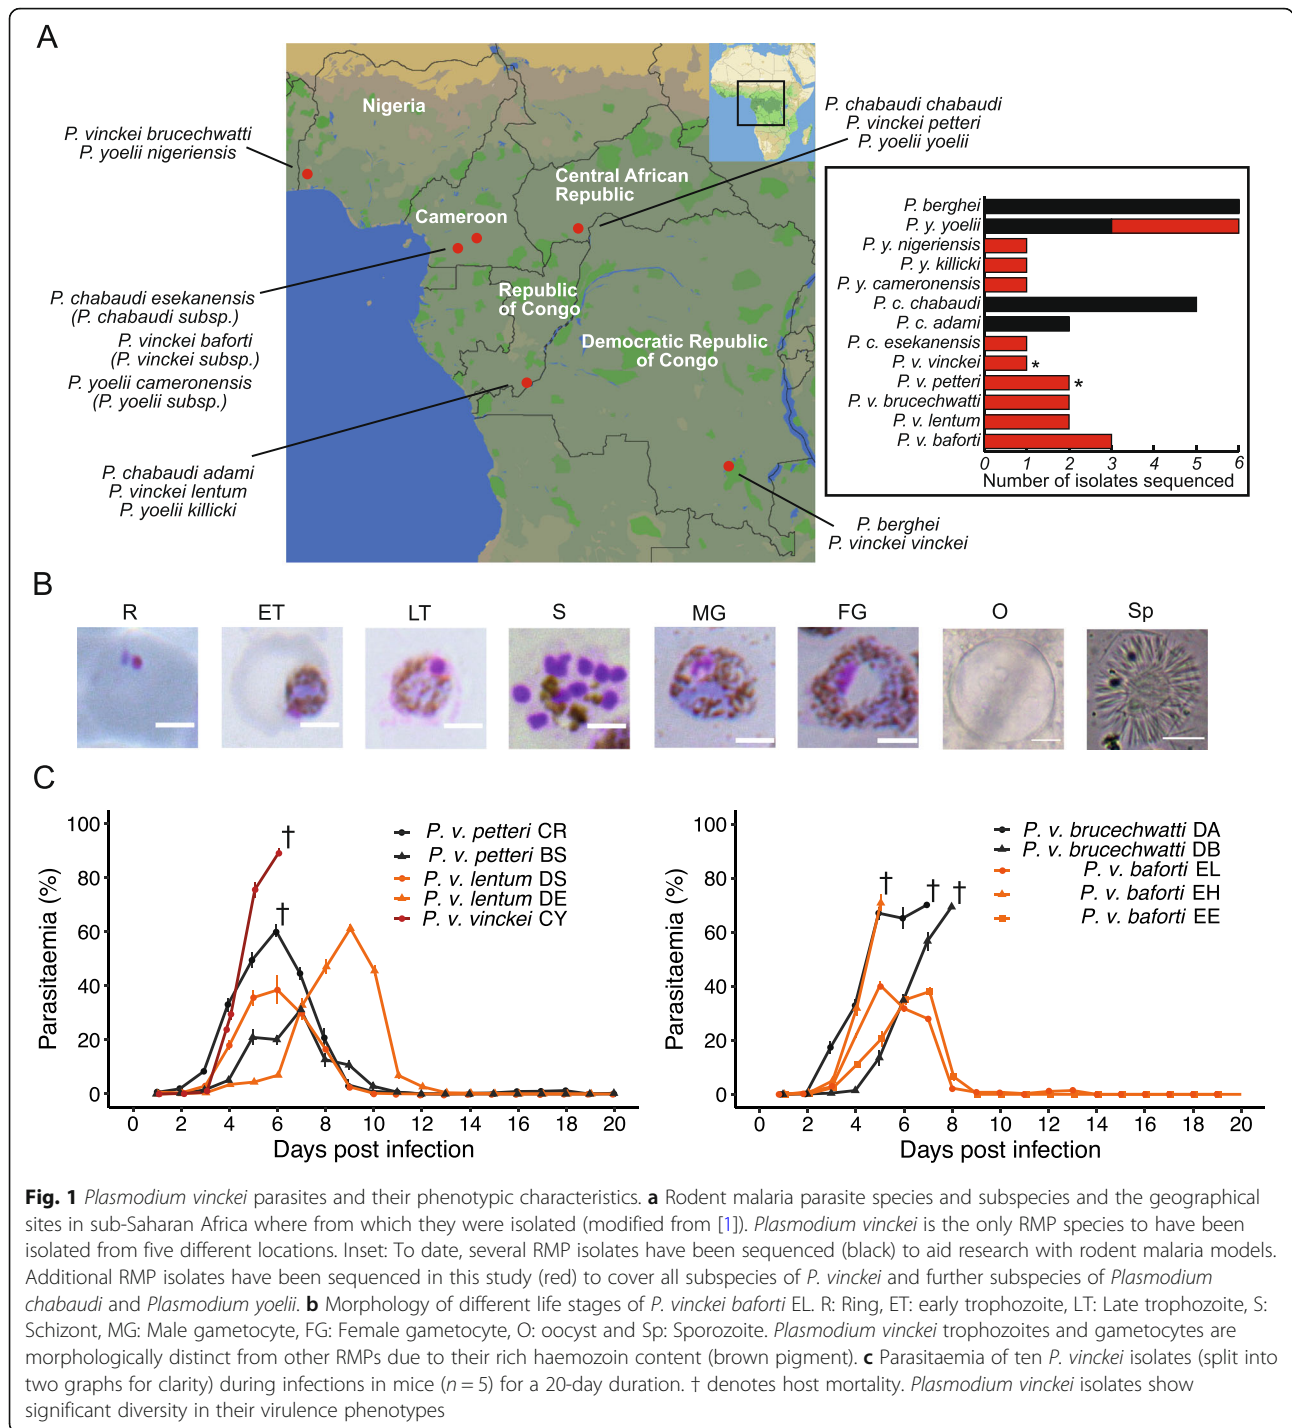 A
Nigeria
P. vinckei brucechwatti
P. yoelii nigeriensis
P. chabaudi chabaudi
P. vinckei petteri
P. yoelii yoelii
Central African
Republic
Cameroon
P. chabaudi esekanensis
(P. chabaudi subsp.)
P. vinckei baforti
(P. vinckei subsp.)
P. yoelii cameronensis
(P. yoelii subsp.)
Republic
of Congo
Democratic Republic
of Congo
P. chabaudi adami
P. vinckei lentum
P. yoelii killicki
P. berghei
P. vinckei vinckei
P. berghei
P. y. yoelii
P. y. nigeriensis
P. y. killicki
P. y. cameronensis
P. c. chabaudi
P. c. adami
P. c. esekanensis
P. v. vinckei *
P. v. petteri *
P. v. brucechwatti
P. v. lentum
P. v. baforti
0 1 2 3 4 5 6
Number of isolates sequenced
B
R ET LT S MG FG O Sp
C
100
80
60
40
20
0
Parasitaemia (%)
0 2 4 6 8 10 12 14 16 18 20
Days post infection
† †
P. v. petteri CR
P. v. petteri BS
P. v. lentum DS
P. v. lentum DE
P. v. vinckei CY
100
80
60
40
20
0
Parasitaemia (%)
0 2 4 6 8 10 12 14 16 18 20
Days post infection
† † †
P. v. brucechwatti DA
P. v. brucechwatti DB
P. v. baforti EL
P. v. baforti EH
P. v. baforti EE
Fig. 1 Plasmodium vinckei parasites and their phenotypic characteristics. a Rodent malaria parasite species and subspecies and the geographical
sites in sub-Saharan Africa where from which they were isolated (modified from [1]). Plasmodium vinckei is the only RMP species to have been
isolated from five different locations. Inset: To date, several RMP isolates have been sequenced (black) to aid research with rodent malaria models.
Additional RMP isolates have been sequenced in this study (red) to cover all subspecies of P. vinckei and further subspecies of Plasmodium
chabaudi and Plasmodium yoelii. b Morphology of different life stages of P. vinckei baforti EL. R: Ring, ET: early trophozoite, LT: Late trophozoite, S:
Schizont, MG: Male gametocyte, FG: Female gametocyte, O: oocyst and Sp: Sporozoite. Plasmodium vinckei trophozoites and gametocytes are
morphologically distinct from other RMPs due to their rich haemozoin content (brown pigment). c Parasitaemia of ten P. vinckei isolates (split into
two graphs for clarity) during infections in mice (n = 5) for a 20-day duration. † denotes host mortality. Plasmodium vinckei isolates show
significant diversity in their virulence phenotypes